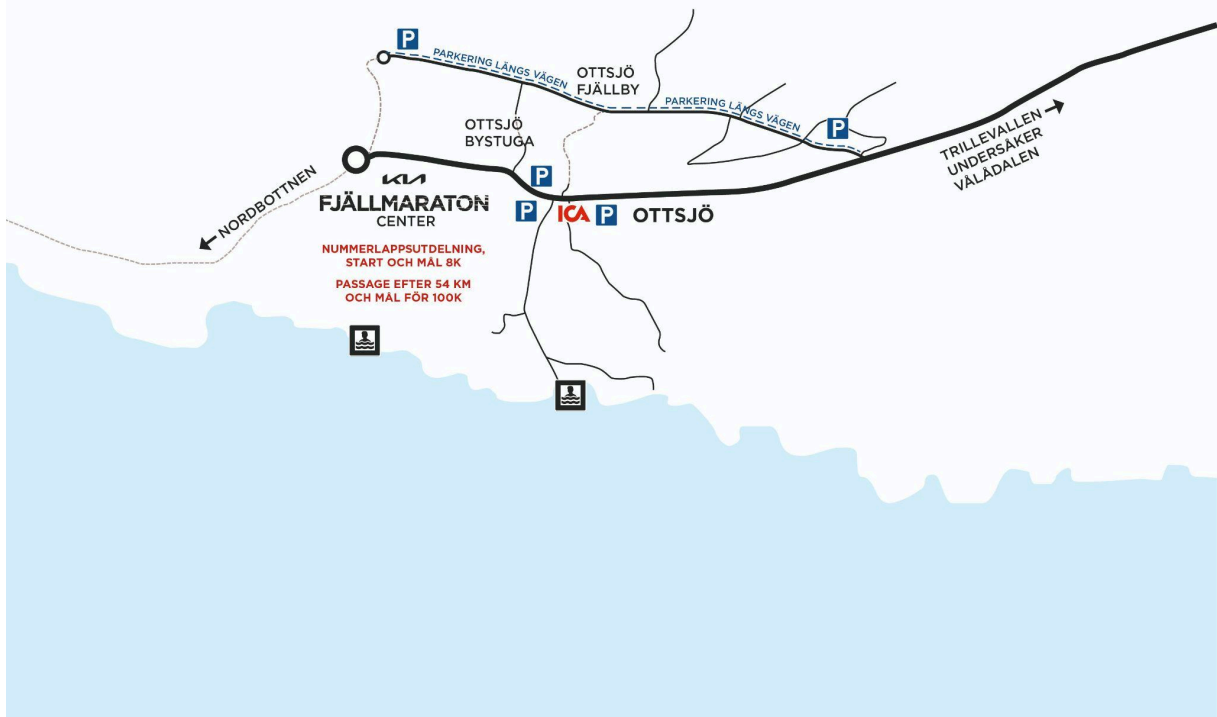 P
PARKERING LÄNGS VÄGEN
OTTSJÖ
FJÄLLBY
PARKERING LÄNGS VÄGEN
P
OTTSJÖ
BYSTUGA
TRILLEVALLEN
UNDERSÅKER
VÅLÅDALEN
NORDBOTTNEN
KIA
FJÄLLMARATON
CENTER
P
P
ICA
P
OTTSJÖ
NUMMERLAPPSUTDELNING,
START OCH MÅL 8K
PASSAGE EFTER 54 KM
OCH MÅL FÖR 100K